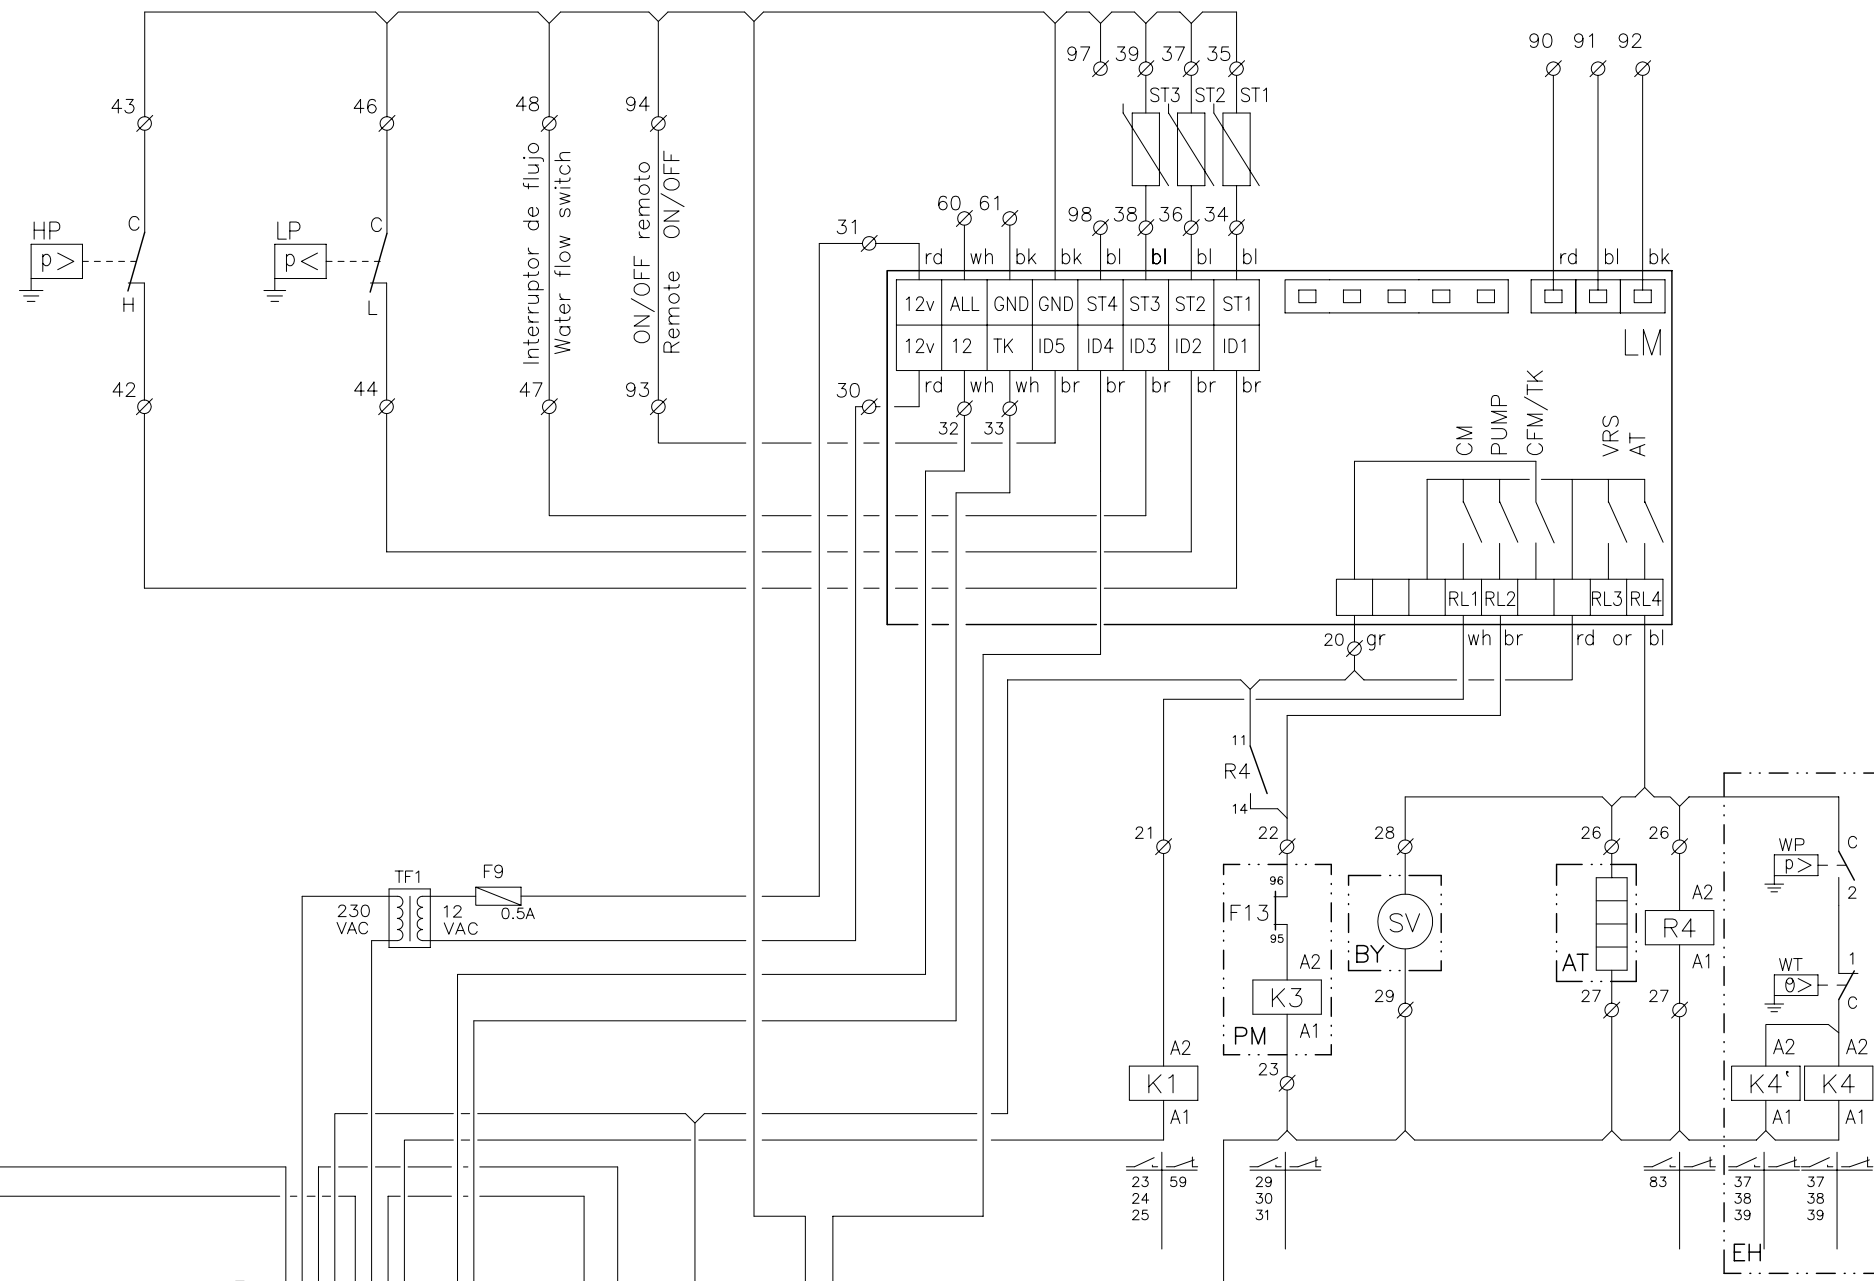 90 91 92
97 39 37 35
43 46 48 94
ST3 ST2 ST1
Interruptor de flujo
Water flow switch
ON/OFF remoto
Remote ON/OFF
60 61
98 38 36 34
31
HP
C
LP
C
p>
p<
H
L
rd wh bk bk bl bl bl bl
rd bl bk
12v ALL GND GND ST4 ST3 ST2 ST1
12v 12 TK ID5 ID4 ID3 ID2 ID1
LM
rd wh wh br br br br br
42 44 47 93 30
32 33
CM
PUMP
CFM/TK
VRS
AT
RL1 RL2 RL3 RL4
20 gr wh br rd or bl
11
R4
14
21 22 28 26 26
WP C
p>
2
TF1 F9
230
VAC
12
VAC
0.5A
96
F13
95
SV
BY
AT
A2
R4
A1
A2
K3
A1
PM
29 27 27
WT 1
θ>
C
23
A2
K1
A1
A2 A2
K4' K4
A1 A1
23 59
24
25
29
30
31
83
37
38
39
37
38
39
EH